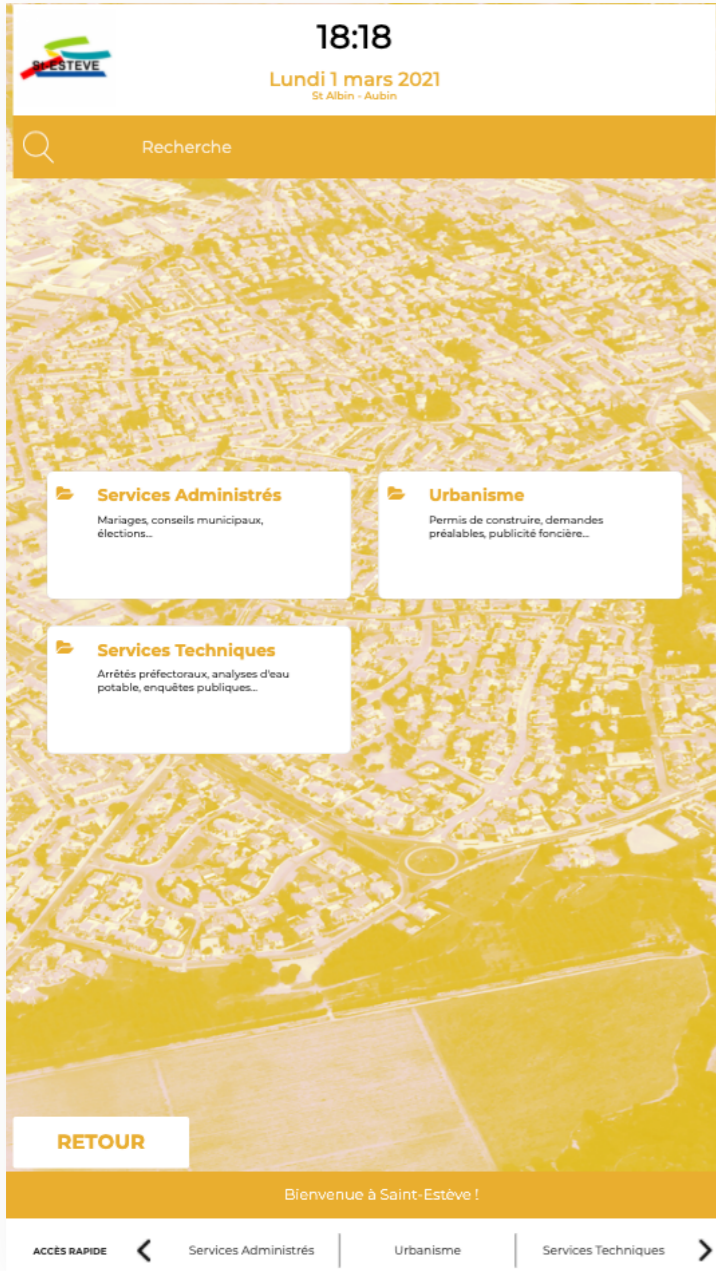 ST-ESTEVE
18:18
Lundi 1 mars 2021
St Albin - Aubin
Recherche
Services Administrés
Mariages, conseils municipaux,
élections...
Urbanisme
Permis de construire, demandes
préalables, publicité foncière...
Services Techniques
Arrêtés préfectoraux, analyses d'eau
potable, enquêtes publiques...
RETOUR
Bienvenue à Saint-Estève !
ACCÈS RAPIDE
Services Administrés
Urbanisme
Services Techniques